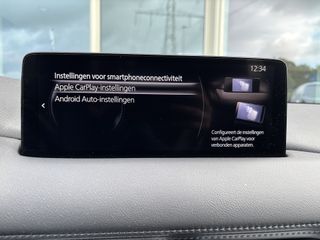 12:34
Instellingen voor smartphoneconnectiviteit
Apple CarPlay-instellingen
Android Auto-instellingen
Configureert de instellingen
van Apple CarPlay voor
verbonden apparaten.